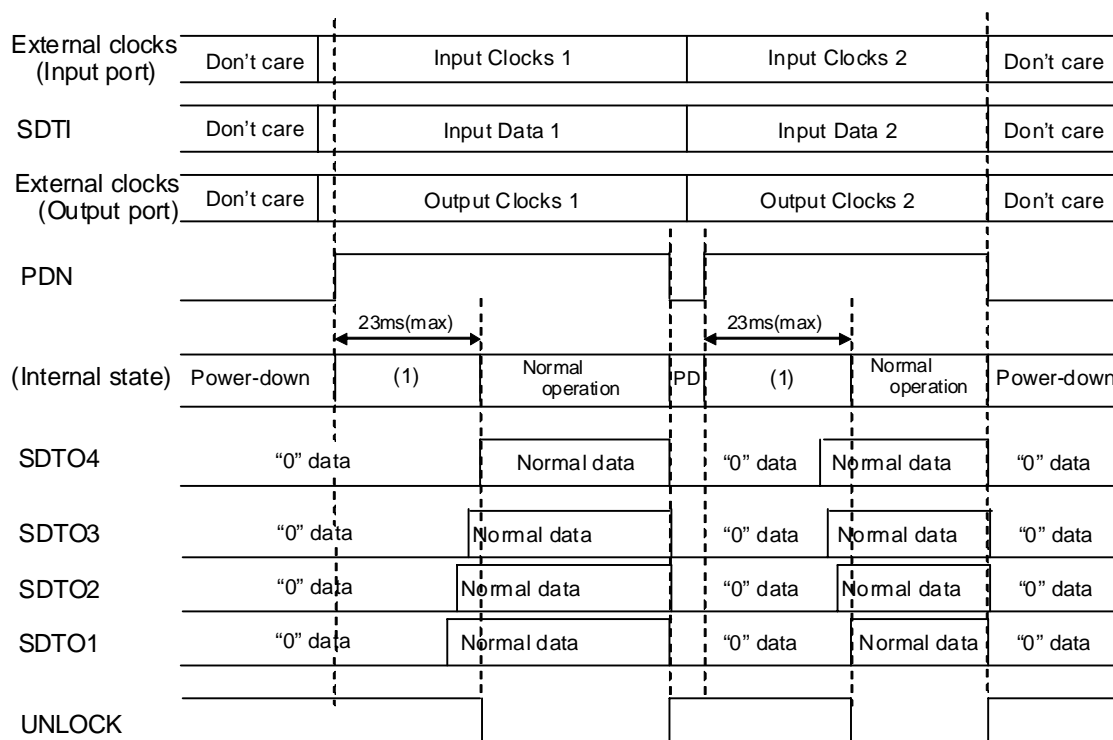 External clocks
(Input port)
Don't care
Input Clocks 1
Input Clocks 2
Don't care
SDTI
Don't care
Input Data 1
Input Data 2
Don't care
External clocks
(Output port)
Don't care
Output Clocks 1
Output Clocks 2
Don't care
PDN
23ms(max)
23ms(max)
(Internal state)
Power-down
(1)
Normal
operation
PD
(1)
Normal
operation
Power-down
SDTO4
“0” data
Normal data
“0” data
Normal data
“0” data
SDTO3
“0” data
Normal data
“0” data
Normal data
“0” data
SDTO2
“0” data
Normal data
“0” data
Normal data
“0” data
SDTO1
“0” data
Normal data
“0” data
Normal data
“0” data
UNLOCK